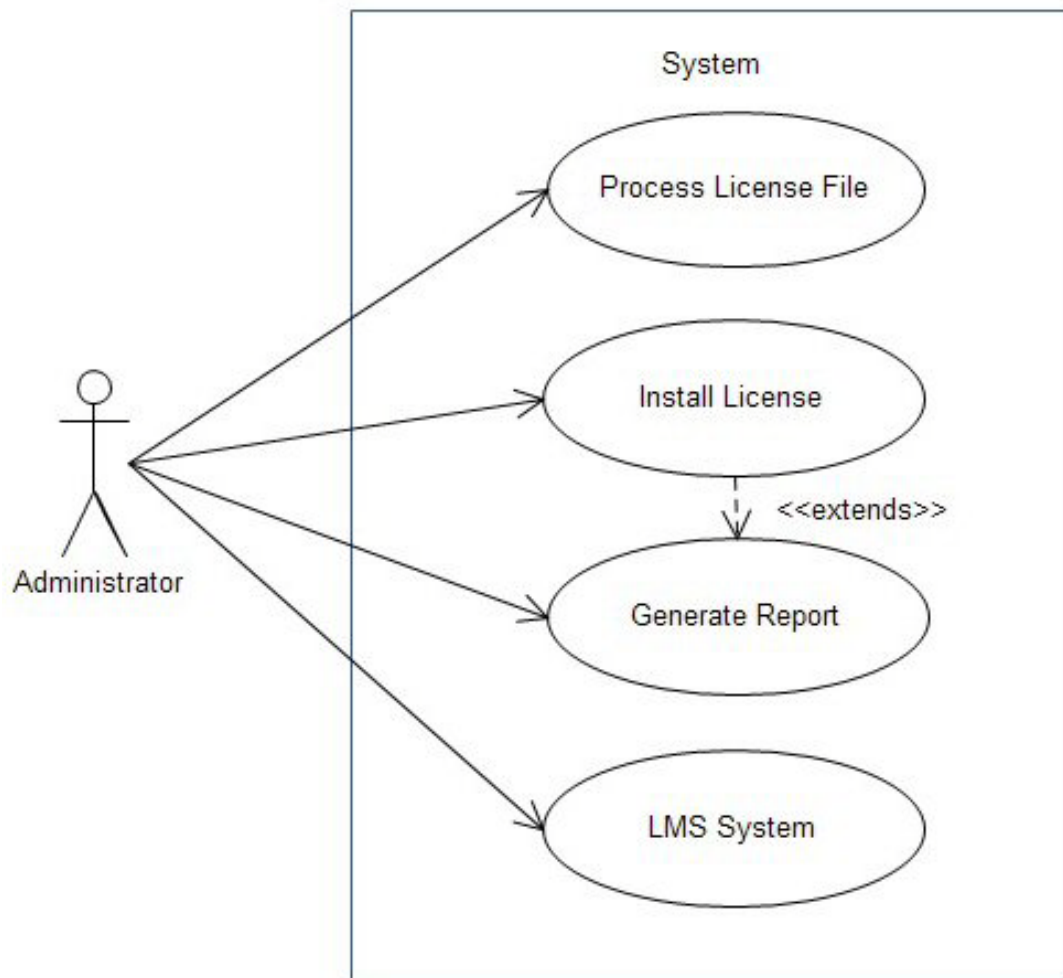 System
Process License File
Install License
<<extends>>
Administrator
Generate Report
LMS System